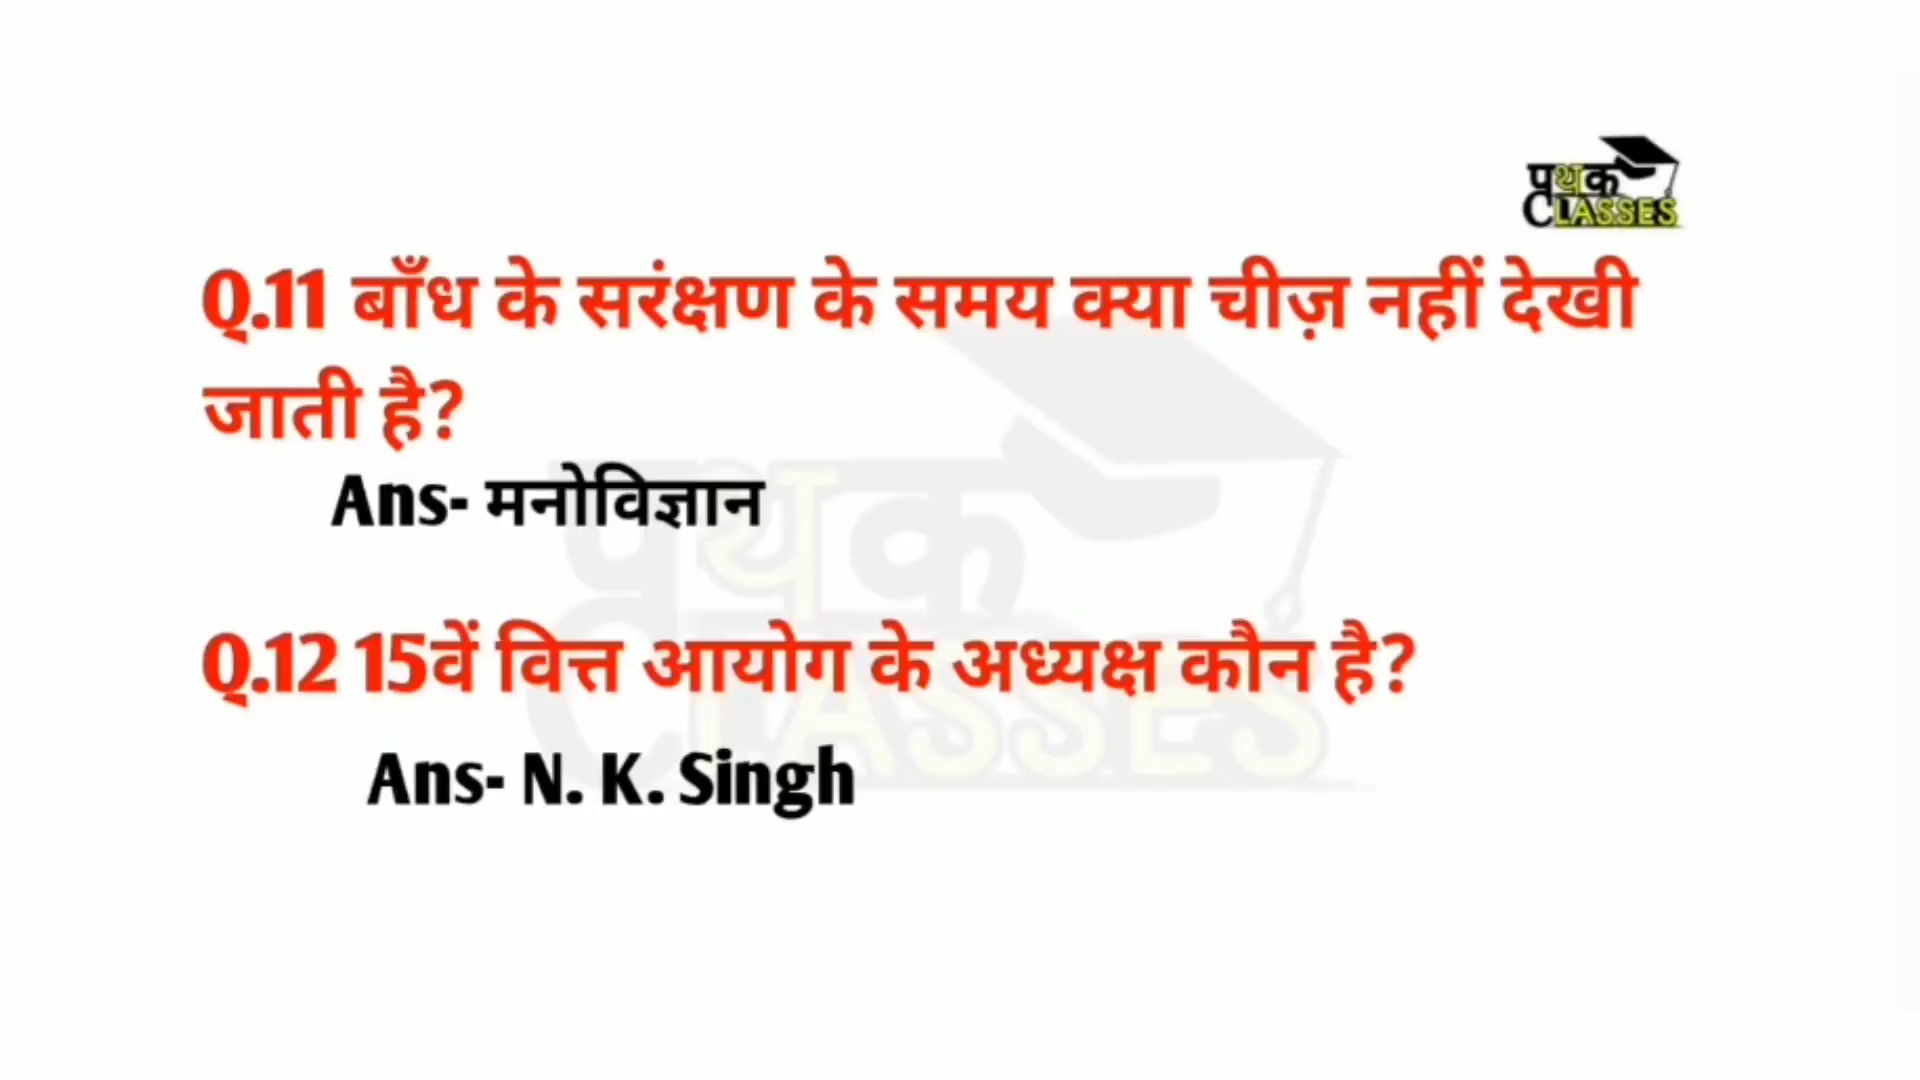 पृथक
CLASSES
Q.11 बाँध के सरंक्षण के समय क्या चीज़ नहीं देखी
जाती है?
Ans- मनोविज्ञान
Q.12 15वें वित्त आयोग के अध्यक्ष कौन है?
Ans- N. K. Singh